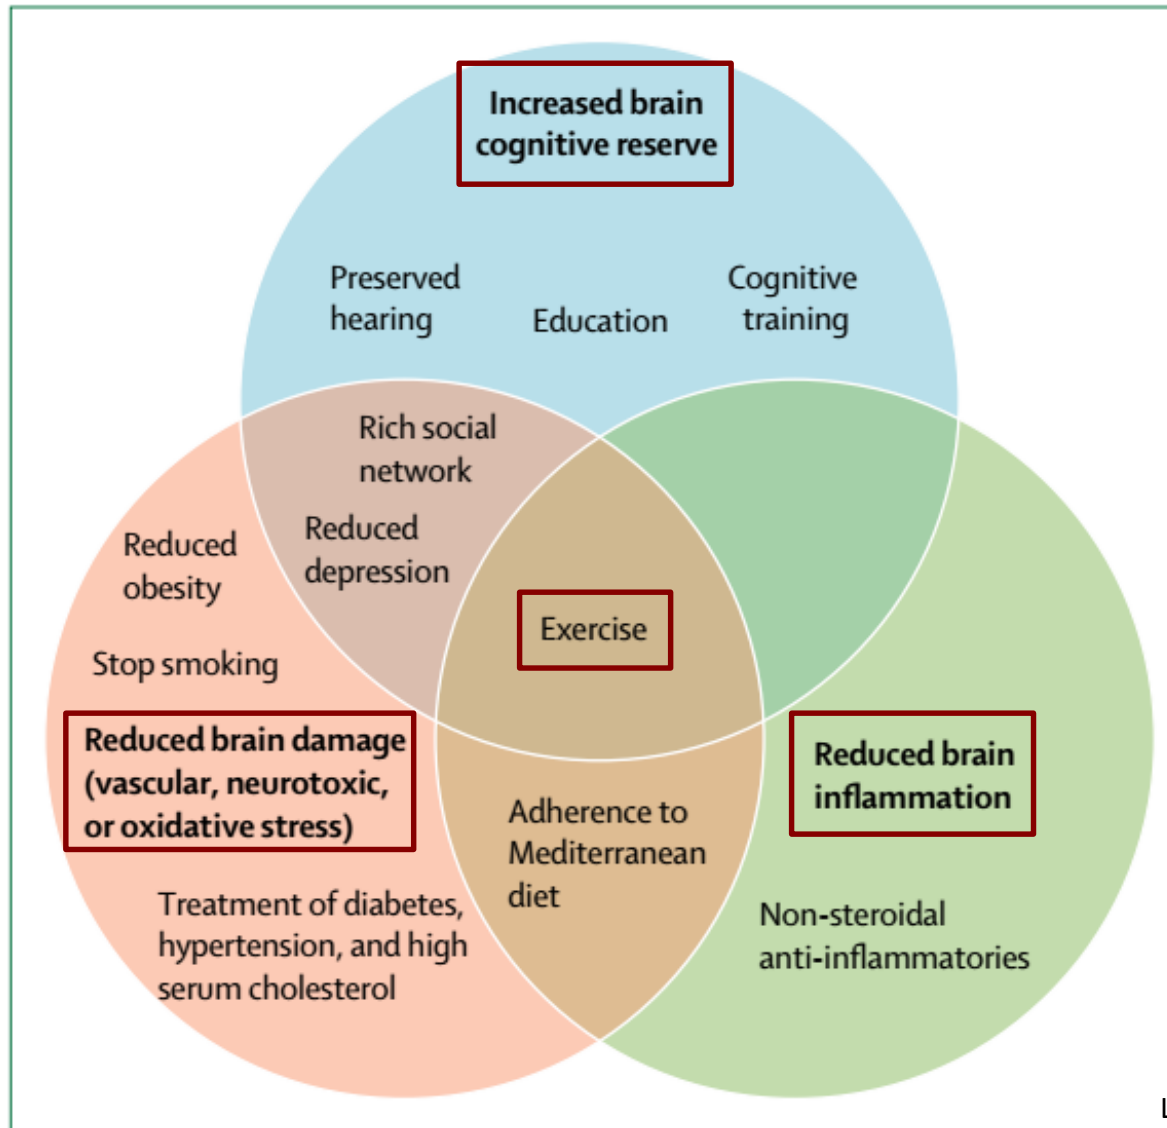 Increased brain
cognitive reserve
Preserved
hearing
Education
Cognitive
training
Rich social
network
Reduced
depression
Reduced
obesity
Stop smoking
Exercise
Reduced brain damage
(vascular, neurotoxic,
or oxidative stress)
Reduced brain
inflammation
Adherence to
Mediterranean
diet
Treatment of diabetes,
hypertension, and high
serum cholesterol
Non-steroidal
anti-inflammatories
L